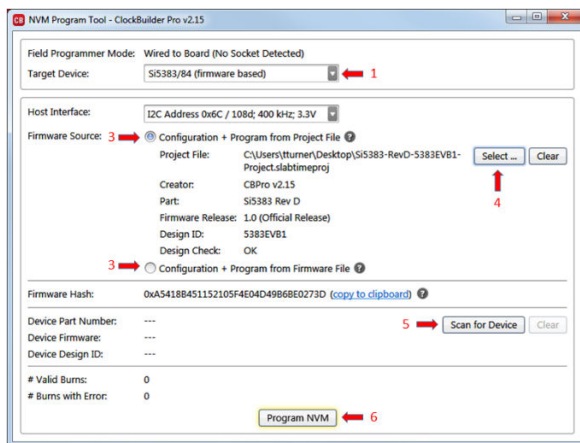 CB NVM Program Tool - ClockBuilder Pro v2.15
Field Programmer Mode: Wired to Board (No Socket Detected)
Target Device: Si5383/84 (firmware based) 1
Host Interface: I2C Address 0x6C / 108d; 400 kHz; 3.3V
Firmware Source: 3 Configuration + Program from Project File ?
Project File: C:\Users\tturner\Desktop\Si5383-RevD-5383EVB1- Select ... Clear
Project.slabtimeproj
4
Creator: CBPro v2.15
Part: Si5383 Rev D
Firmware Release: 1.0 (Official Release)
Design ID: 5383EVB1
Design Check: OK
3 Configuration + Program from Firmware File ?
Firmware Hash: 0xA5418B451152105F4E04D49B6BE0273D (copy to clipboard) ?
Device Part Number: --- 5 Scan for Device Clear
Device Firmware: ---
Device Design ID: ---
# Valid Burns: 0
# Burns with Error: 0
Program NVM 6